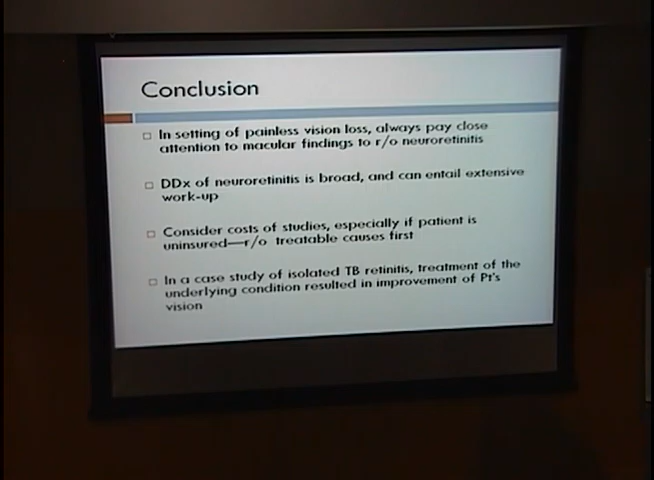 Conclusion
In setting of painless vision loss, always pay close
attention to macular findings to r/o neuroretinitis
DDx of neuroretinitis is broad, and can entail extensive
work-up
Consider costs of studies, especially if patient is
uninsured—r/o treatable causes first
In a case study of isolated TB retinitis, treatment of the
underlying condition resulted in improvement of Pt's
vision